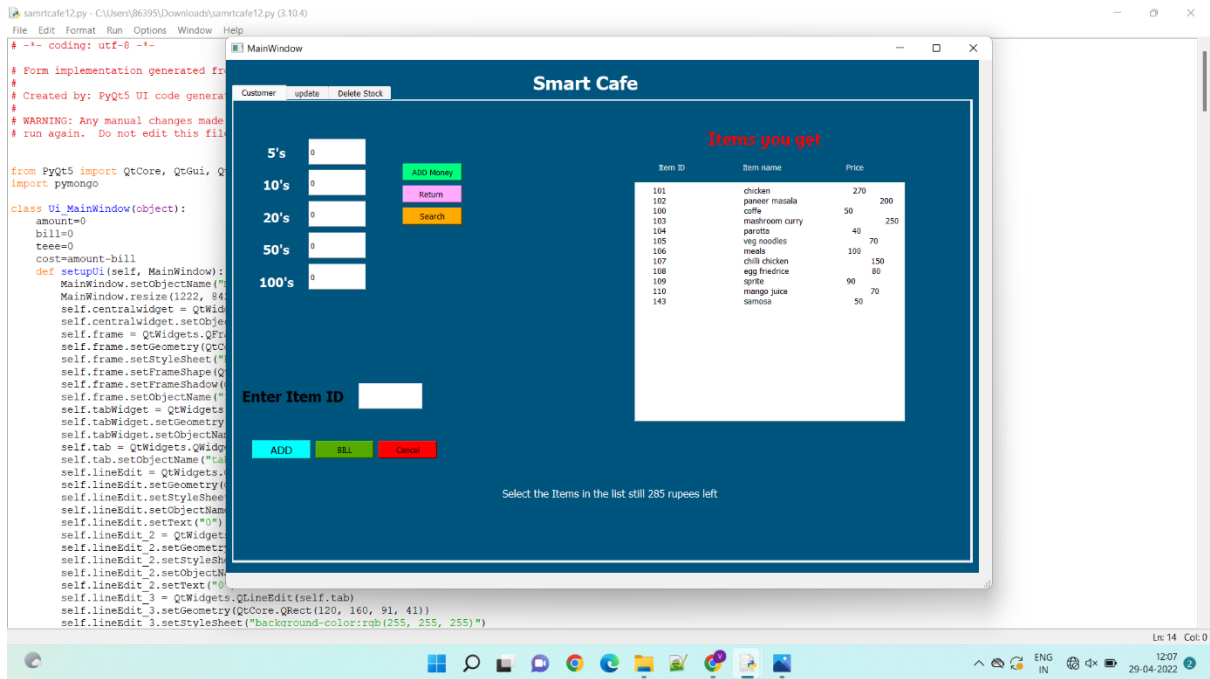 samrtcafe12.py - C:\Users\86395\Downloads\samrtcafe12.py (3.10.4)
File Edit Format Run Options Window Help
# -*- coding: utf-8 -*-
# Form implementation generated fr
#
# Created by: PyQt5 UI code genera
#
# WARNING: Any manual changes made
# run again. Do not edit this fil
from PyQt5 import QtCore, QtGui, Q
import pymongo
class Ui_MainWindow(object):
amount=0
bill=0
teee=0
cost=amount-bill
def setupUi(self, MainWindow):
MainWindow.setObjectName("
MainWindow.resize(1222, 84
self.centralwidget = QtWid
self.centralwidget.setObje
self.frame = QtWidgets.QFr
self.frame.setGeometry(QtC
self.frame.setStyleSheet("
self.frame.setFrameShape(Q
self.frame.setFrameShadow(
self.frame.setObjectName("
self.tabWidget = QtWidgets
self.tabWidget.setGeometry
self.tabWidget.setObjectNa
self.tab = QtWidgets.QWidg
self.tab.setObjectName("ta
self.lineEdit = QtWidgets.
self.lineEdit.setGeometry(
self.lineEdit.setStyleShee
self.lineEdit.setObjectNam
self.lineEdit.setText("0")
self.lineEdit_2 = QtWidget
self.lineEdit_2.setGeometr
self.lineEdit_2.setStyleSh
self.lineEdit_2.setObjectN
self.lineEdit_2.setText("0
self.lineEdit_3 = QtWidgets.QLineEdit(self.tab)
self.lineEdit_3.setGeometry(QtCore.QRect(120, 160, 91, 41))
self.lineEdit_3.setStyleSheet("background-color:rgb(255, 255, 255)")
MainWindow
Smart Cafe
Customer update Delete Stock
5's 0
10's 0
20's 0
50's 0
100's 0
ADD Money
Return
Search
Items you get
Item ID Item name Price
101 chicken 270
102 paneer masala 200
100 coffe 50
103 mashroom curry 250
104 parotta 40
105 veg noodles 70
106 meals 100
107 chilli chicken 150
108 egg friedrice 80
109 sprite 90
110 mango juice 70
143 samosa 50
Enter Item ID
ADD BILL Cancel
Select the Items in the list still 285 rupees left
Ln: 14 Col: 0
ENG
IN
12:07
29-04-2022
2